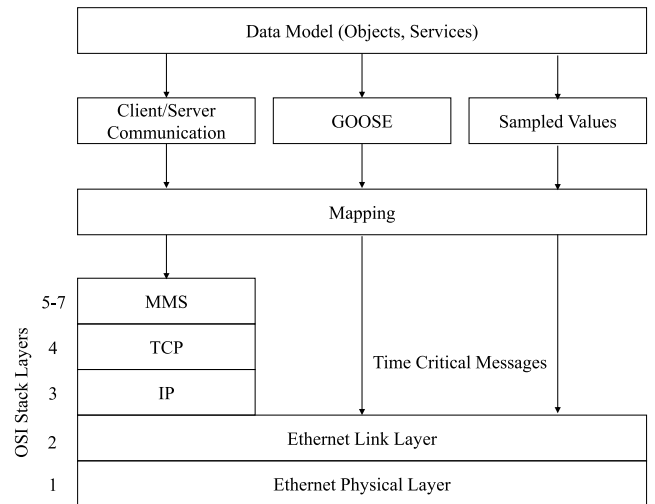 Data Model (Objects, Services)
Client/Server
Communication
GOOSE
Sampled Values
Mapping
OSI Stack Layers
5-7
MMS
4
TCP
3
IP
Time Critical Messages
2
Ethernet Link Layer
1
Ethernet Physical Layer